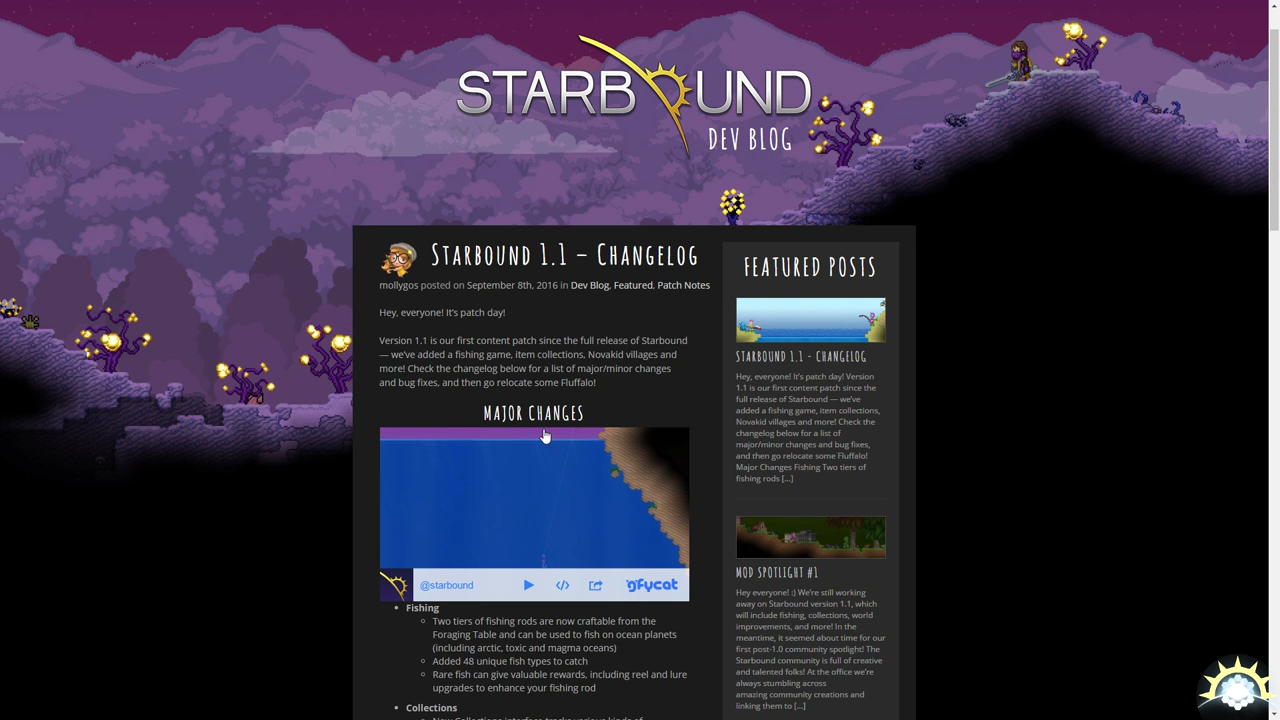 STARBOUND
DEV BLOG
Starbound 1.1 – Changelog
mollygos posted on September 8th, 2016 in Dev Blog, Featured, Patch Notes
Hey, everyone! It's patch day!
Version 1.1 is our first content patch since the full release of Starbound
— we've added a fishing game, item collections, Novakid villages and
more! Check the changelog below for a list of major/minor changes
and bug fixes, and then go relocate some Fluffalo!
MAJOR CHANGES
@starbound
gfycat
Fishing
Two tiers of fishing rods are now craftable from the
Foraging Table and can be used to fish on ocean planets
(including arctic, toxic and magma oceans)
Added 48 unique fish types to catch
Rare fish can give valuable rewards, including reel and lure
upgrades to enhance your fishing rod
Collections
New Collections interface tracks various kinds of
FEATURED POSTS
STARBOUND 1.1 – CHANGELOG
Hey, everyone! It's patch day! Version
1.1 is our first content patch since the
full release of Starbound — we've
added a fishing game, item collections,
Novakid villages and more! Check the
changelog below for a list of
major/minor changes and bug fixes,
and then go relocate some Fluffalo!
Major Changes Fishing Two tiers of
fishing rods [...]
MOD SPOTLIGHT #1
Hey everyone! :) We're still working
away on Starbound version 1.1, which
will include fishing, collections, world
improvements, and more! In the
meantime, it seemed about time for our
first post-1.0 community spotlight! The
Starbound community is full of creative
and talented folks! At the office we're
always stumbling across
amazing community creations and
linking them to [...]